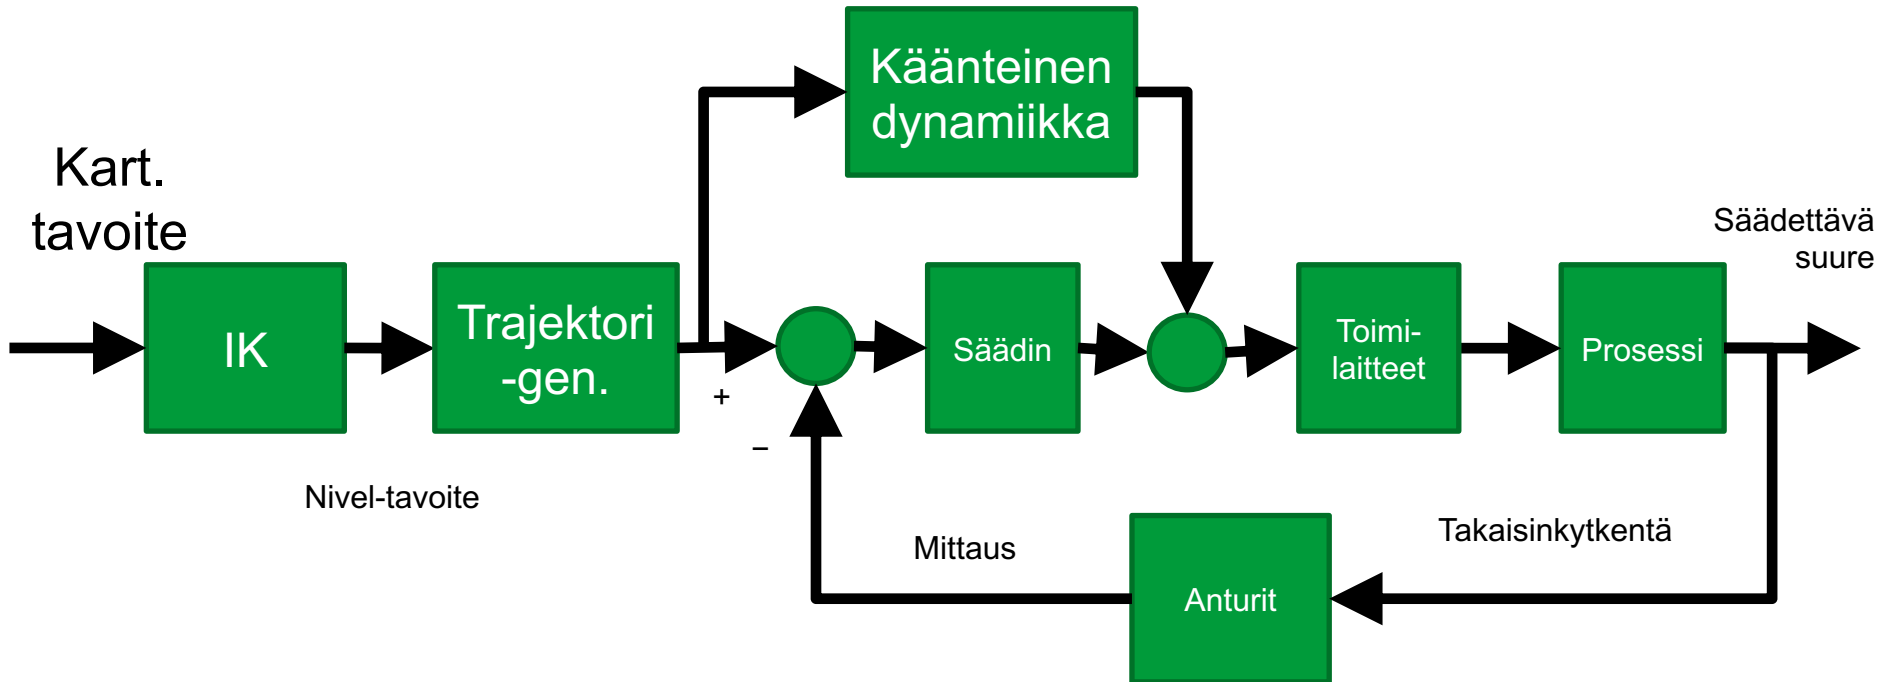 Käänteinen
dynamiikka
Kart.
tavoite
Säädettävä
suure
IK
Trajektori
-gen.
Säädin
Toimi-
laitteet
Prosessi
+
–
Nivel-tavoite
Mittaus
Takaisinkytkentä
Anturit